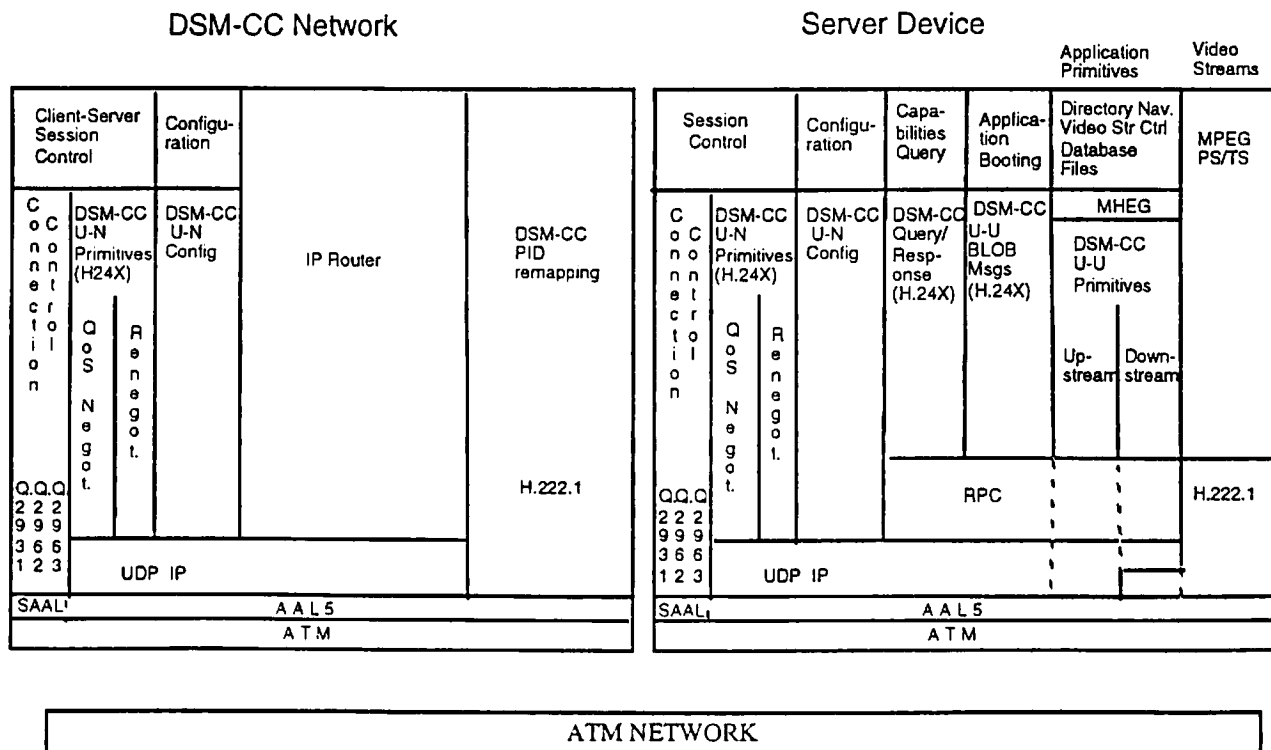 DSM-CC Network
Client-Server
Session
Control
Configu-
ration
Connection
Control
Q.2931
Q.2962
Q.2963
DSM-CC
U-N
Primitives
(H24X)
QoS Negot.
Renegot.
DSM-CC
U-N
Config
IP Router
DSM-CC
PID
remapping
H.222.1
UDP IP
SAAL
AAL5
ATM
Server Device
Application
Primitives
Video
Streams
Session
Control
Configu-
ration
Capa-
bilities
Query
Applica-
tion
Booting
Directory Nav.
Video Str Ctrl
Database
Files
MPEG
PS/TS
Connection
Control
Q.2931
Q.2962
Q.2963
DSM-CC
U-N
Primitives
(H.24X)
QoS Negot.
Renegot.
DSM-CC
U-N
Config
DSM-CC
Query/
Resp-
onse
(H.24X)
DSM-CC
U-U
BLOB
Msgs
(H.24X)
MHEG
DSM-CC
U-U
Primitives
Up-
stream
Down-
stream
RPC
H.222.1
UDP IP
SAAL
AAL5
ATM
ATM NETWORK